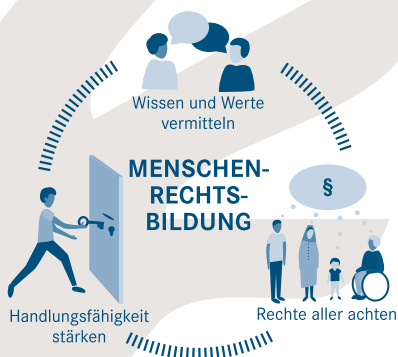 Wissen und Werte
vermitteln
MENSCHEN-
RECHTS-
BILDUNG
§
Handlungsfähigkeit
stärken
Rechte aller achten